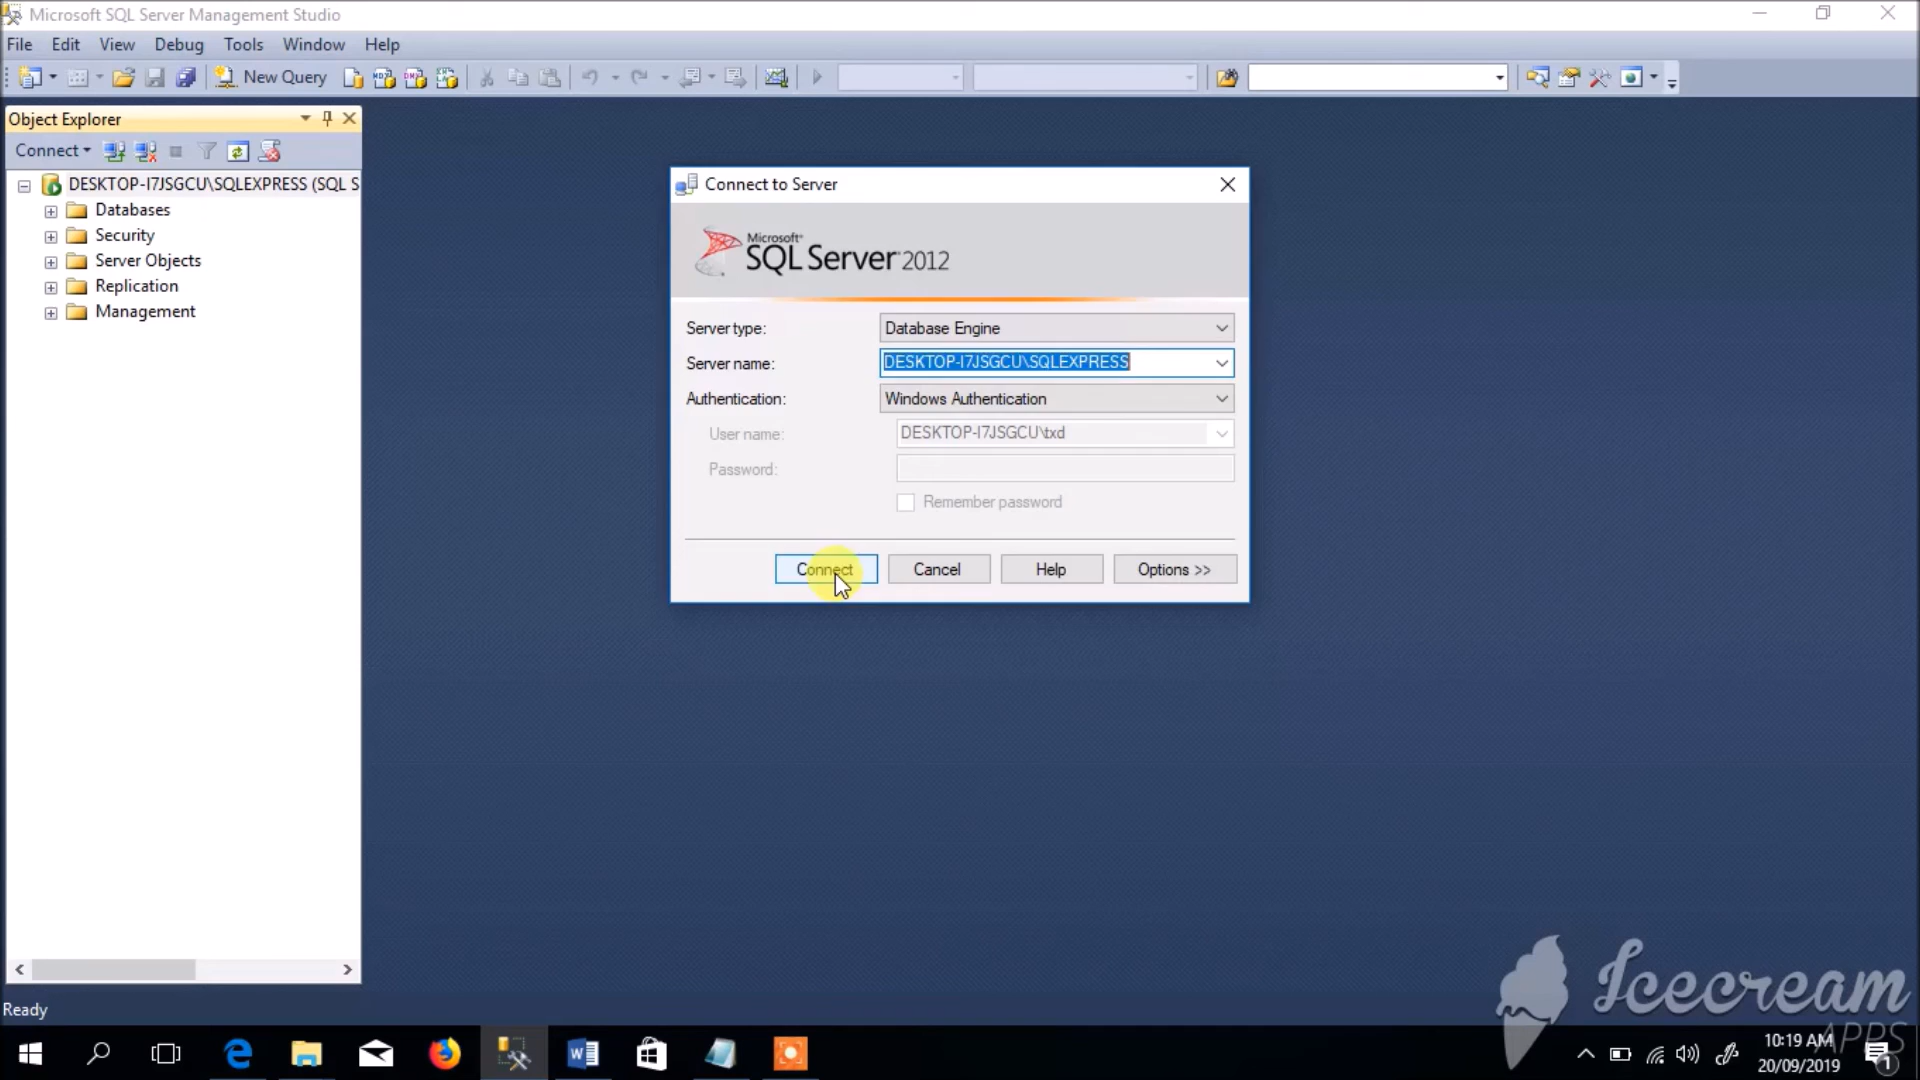 Microsoft SQL Server Management Studio
File Edit View Debug Tools Window Help
New Query
Object Explorer
Connect
DESKTOP-I7JSGCU\SQLEXPRESS (SQL S
Databases
Security
Server Objects
Replication
Management
Connect to Server
Microsoft
SQL Server 2012
Server type: Database Engine
Server name: DESKTOP-I7JSGCU\SQLEXPRESS
Authentication: Windows Authentication
User name: DESKTOP-I7JSGCU\txd
Password:
Remember password
Connect Cancel Help Options >>
Ready
Icecream
APPS
10:19 AM
20/09/2019
1